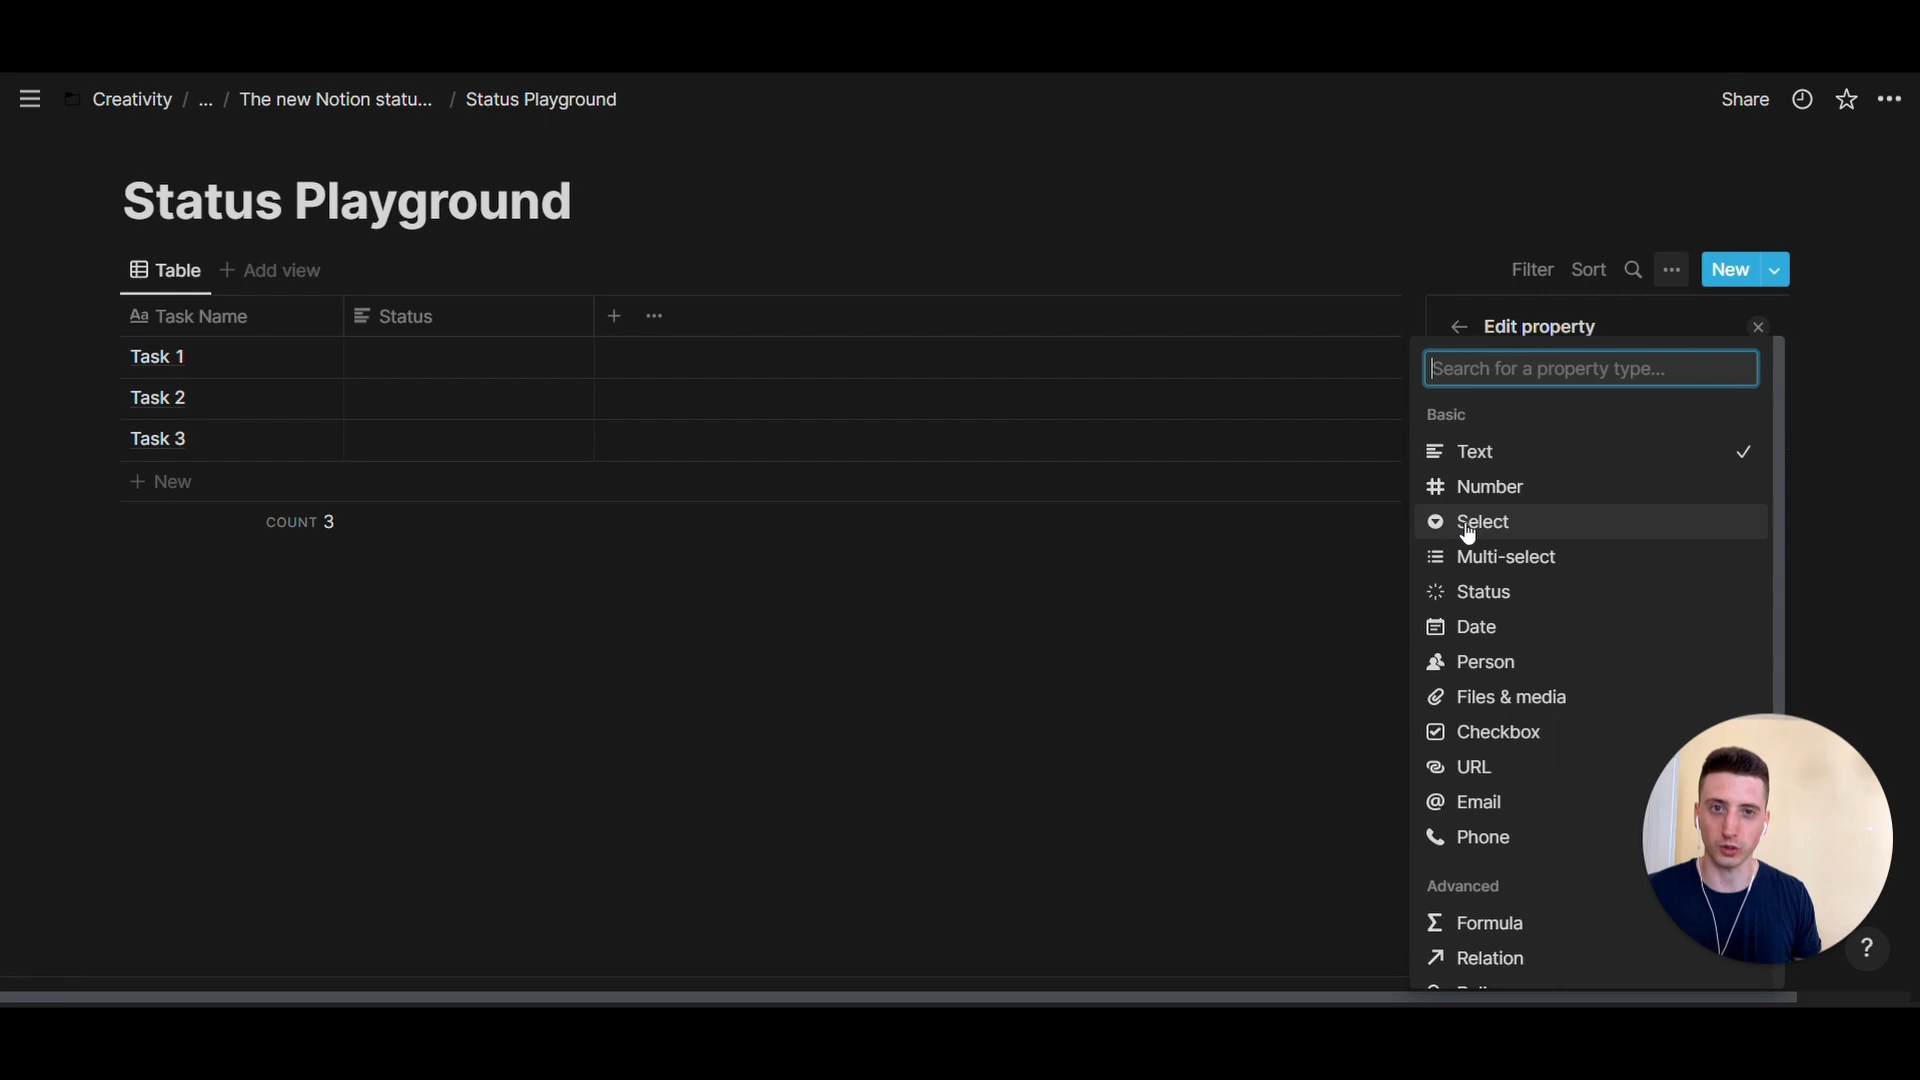 Creativity / ... / The new Notion statu... / Status Playground
Share
Status Playground
Table + Add view
Filter Sort New
Aa Task Name Status
Edit property
Task 1
Search for a property type...
Task 2
Basic
Task 3
Text
+ New
Number
COUNT 3
Select
Multi-select
Status
Date
Person
Files & media
Checkbox
URL
Email
Phone
Advanced
Formula
Relation
?